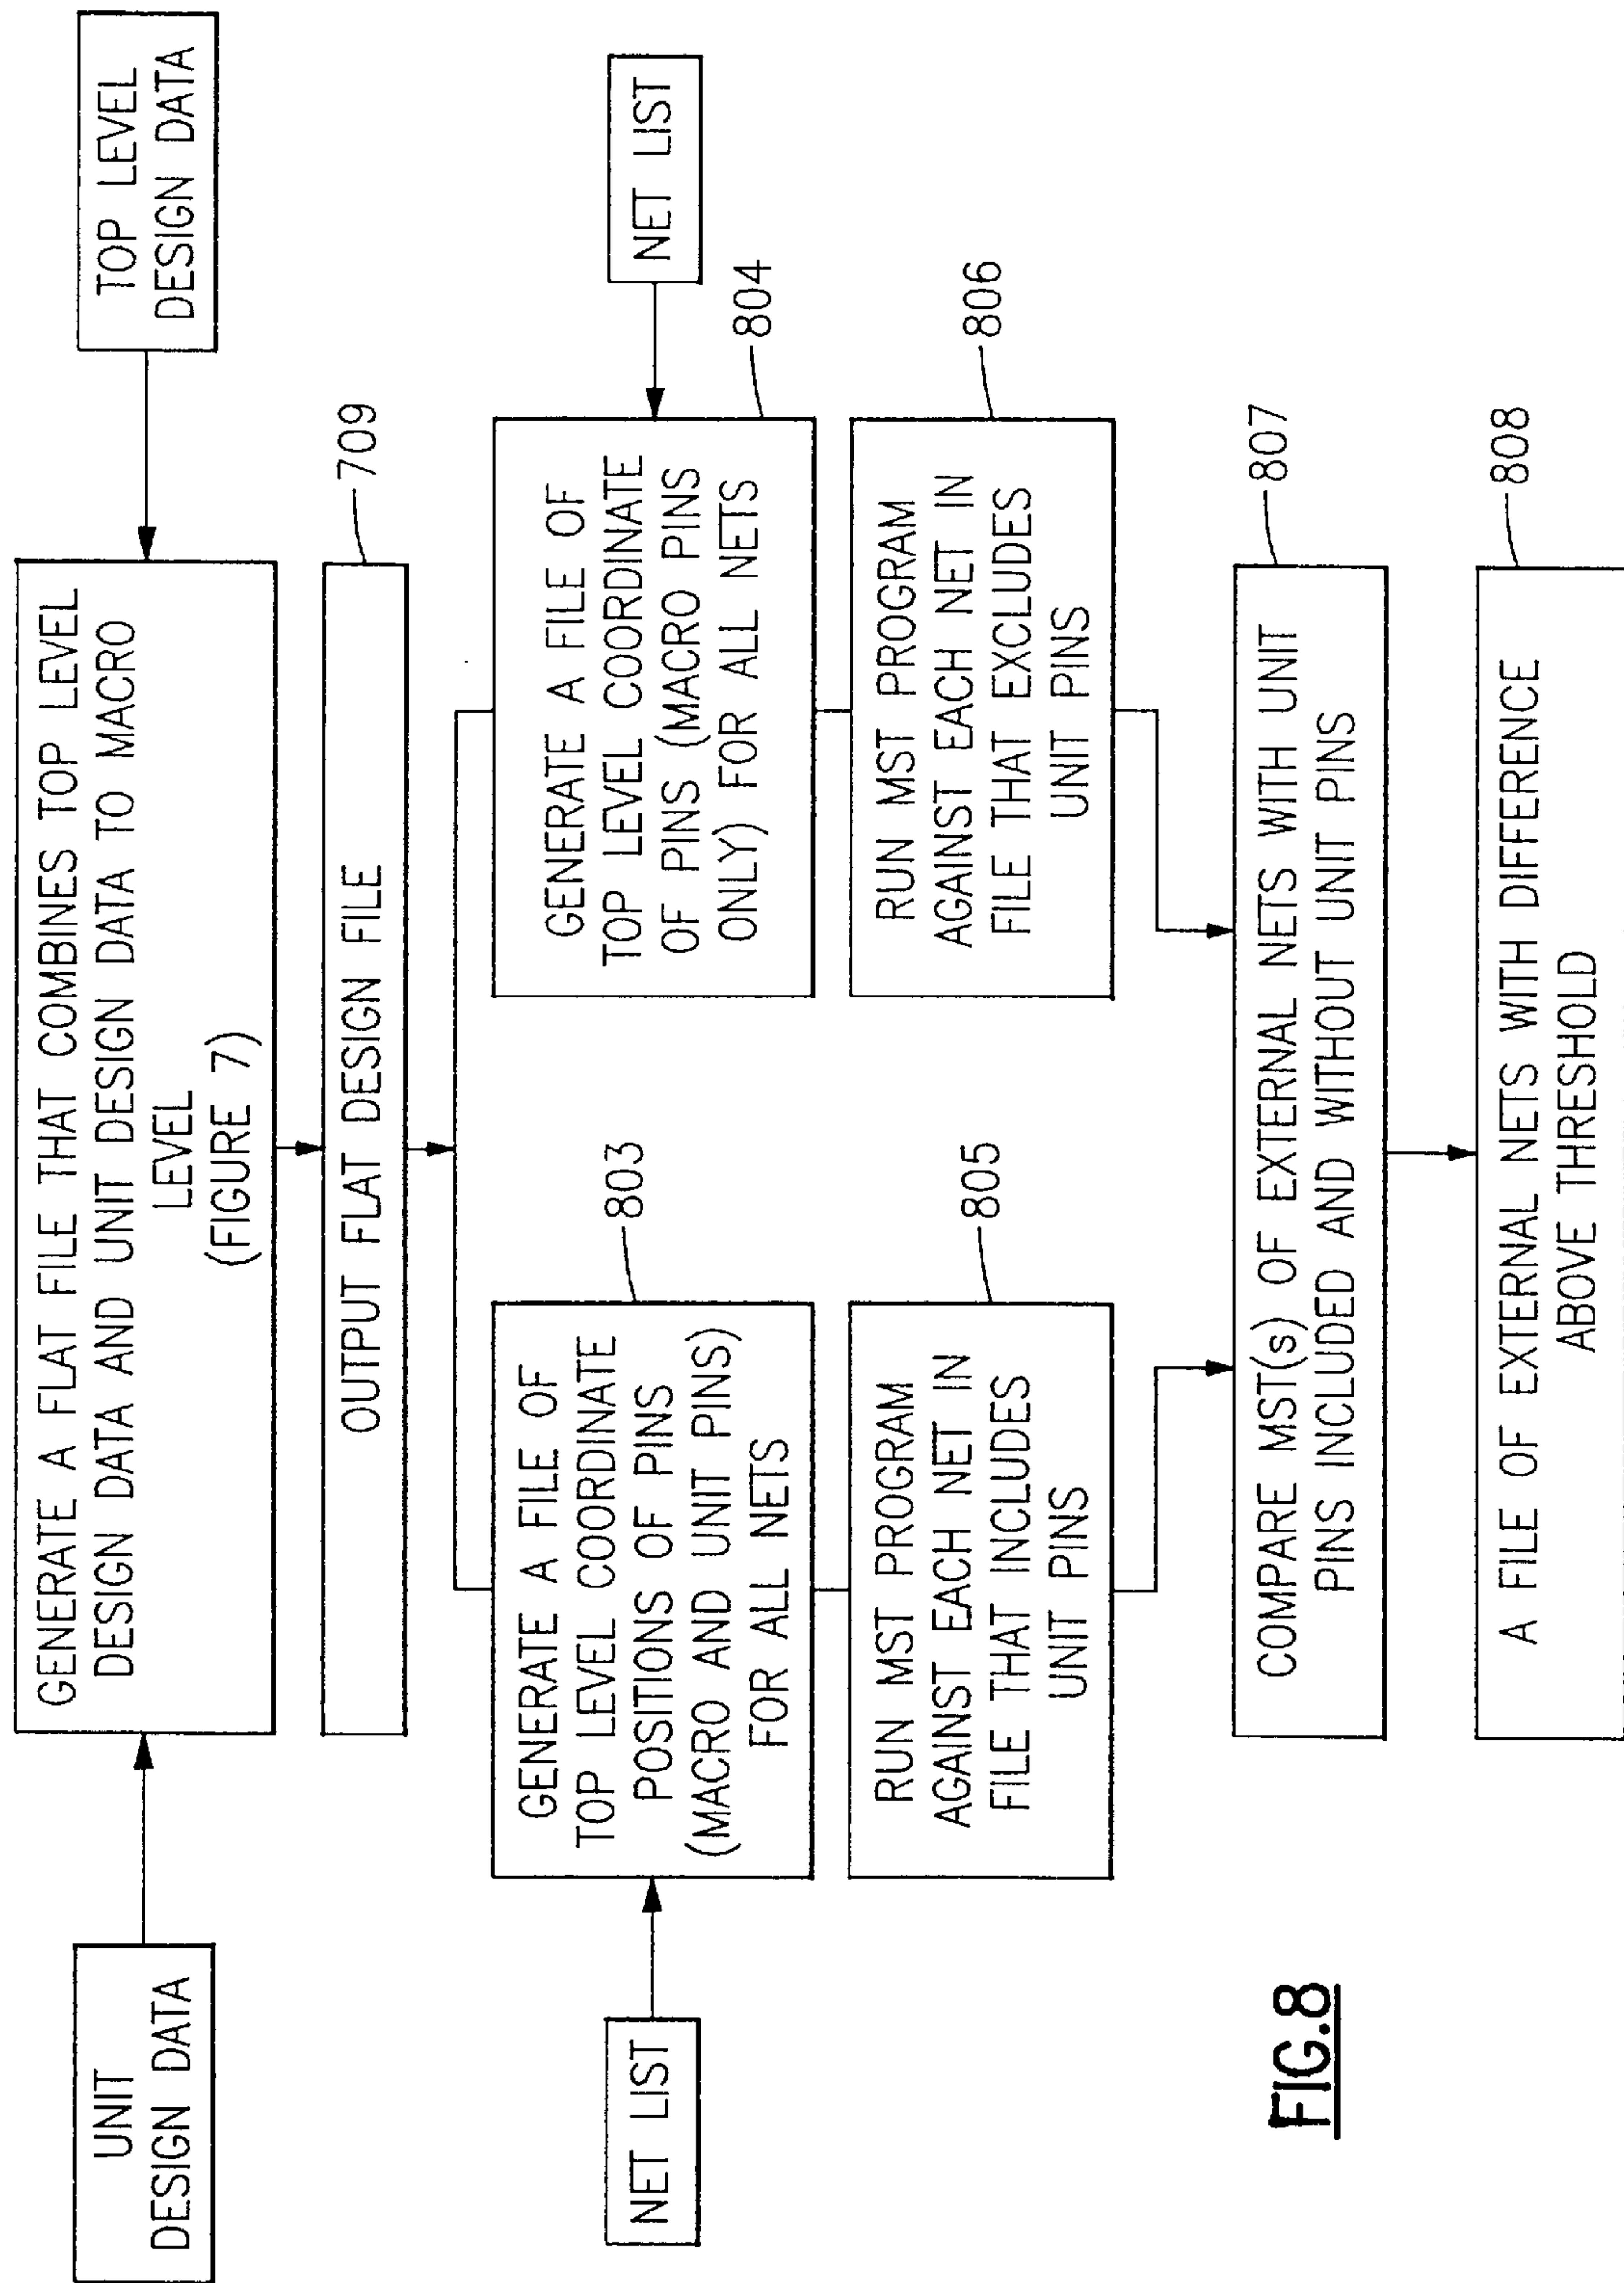 UNIT
DESIGN DATA
GENERATE A FLAT FILE THAT COMBINES TOP LEVEL
DESIGN DATA AND UNIT DESIGN DATA TO MACRO
LEVEL
(FIGURE 7)
TOP LEVEL
DESIGN DATA
OUTPUT FLAT DESIGN FILE
709
NET LIST
GENERATE A FILE OF
TOP LEVEL COORDINATE
POSITIONS OF PINS
(MACRO AND UNIT PINS)
FOR ALL NETS
803
GENERATE A FILE OF
TOP LEVEL COORDINATE
OF PINS (MACRO PINS
ONLY) FOR ALL NETS
804
NET LIST
RUN MST PROGRAM
AGAINST EACH NET IN
FILE THAT INCLUDES
UNIT PINS
805
RUN MST PROGRAM
AGAINST EACH NET IN
FILE THAT EXCLUDES
UNIT PINS
806
COMPARE MST(s) OF EXTERNAL NETS WITH UNIT
PINS INCLUDED AND WITHOUT UNIT PINS
807
A FILE OF EXTERNAL NETS WITH DIFFERENCE
ABOVE THRESHOLD
808
FIG.8